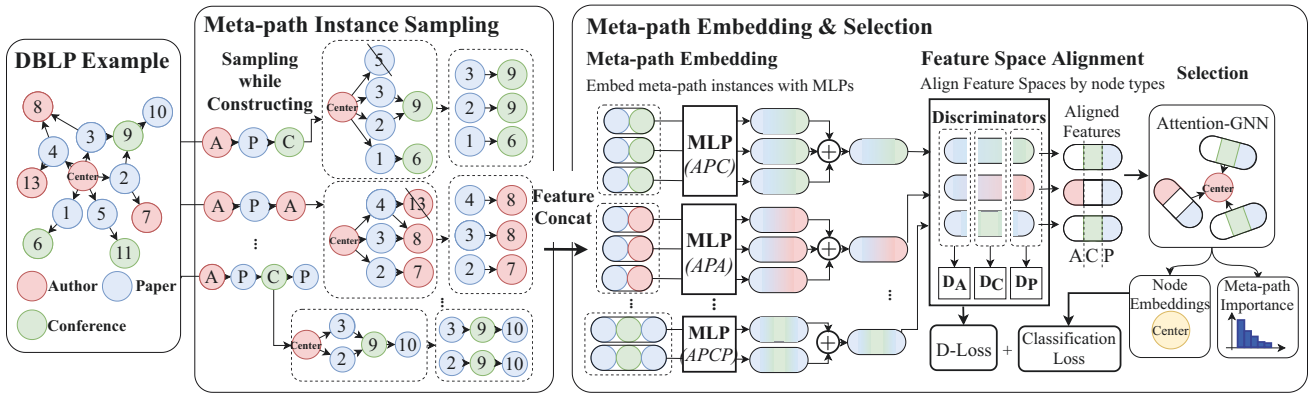 DBLP Example
8
10
3
9
4
13
Center
2
1
5
7
6
11
Author
Paper
Conference
Meta-path Instance Sampling
Sampling
while
Constructing
A
P
C
5
3
Center
9
2
1
6
3
9
2
9
1
6
A
P
A
4
13
Center
3
8
2
7
4
8
3
8
2
7
...
A
P
C
P
Center
3
2
9
10
...
3
9
10
2
9
10
Feature
Concat
Meta-path Embedding & Selection
Meta-path Embedding
Embed meta-path instances with MLPs
MLP
(APC)
MLP
(APA)
...
MLP
(APCP)
...
Feature Space Alignment
Align Feature Spaces by node types
Discriminators
DA
DC
DP
Aligned
Features
A C P
D-Loss
+
Classification
Loss
Selection
Attention-GNN
Center
Node
Embeddings
Center
Meta-path
Importance